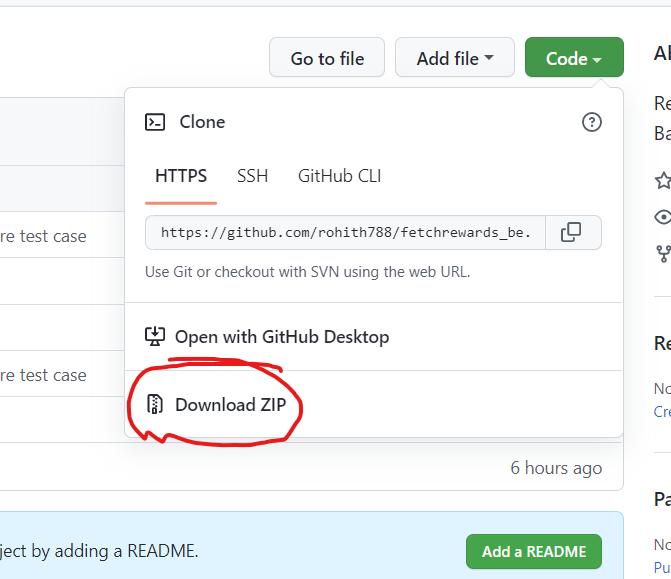 Go to file
Add file
Code
Clone
HTTPS
SSH
GitHub CLI
https://github.com/rohith788/fetchrewards_be.
Use Git or checkout with SVN using the web URL.
Open with GitHub Desktop
Download ZIP
re test case
re test case
6 hours ago
ject by adding a README.
Add a README
Re
Re
No
Cre
Pa
No
Pu